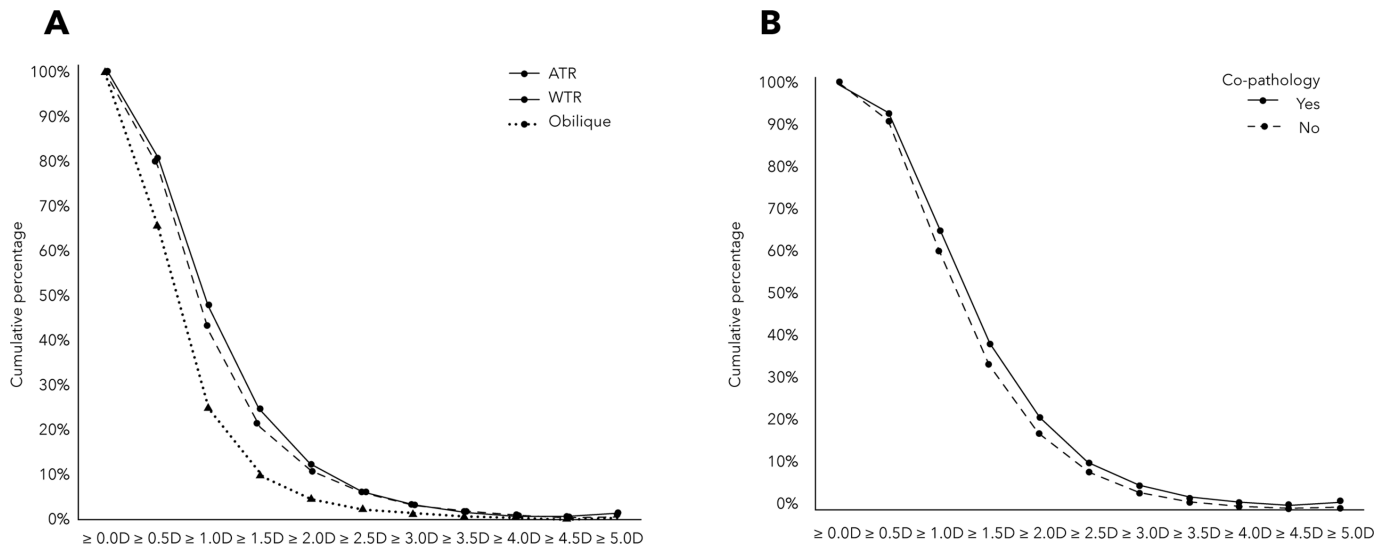 A
100%
90%
80%
70%
60%
50%
40%
30%
20%
10%
0%
Cumulative percentage
≥ 0.0D ≥ 0.5D ≥ 1.0D ≥ 1.5D ≥ 2.0D ≥ 2.5D ≥ 3.0D ≥ 3.5D ≥ 4.0D ≥ 4.5D ≥ 5.0D
ATR
WTR
Obilique
B
100%
90%
80%
70%
60%
50%
40%
30%
20%
10%
0%
Cumulative percentage
≥ 0.0D ≥ 0.5D ≥ 1.0D ≥ 1.5D ≥ 2.0D ≥ 2.5D ≥ 3.0D ≥ 3.5D ≥ 4.0D ≥ 4.5D ≥ 5.0D
Co-pathology
Yes
No